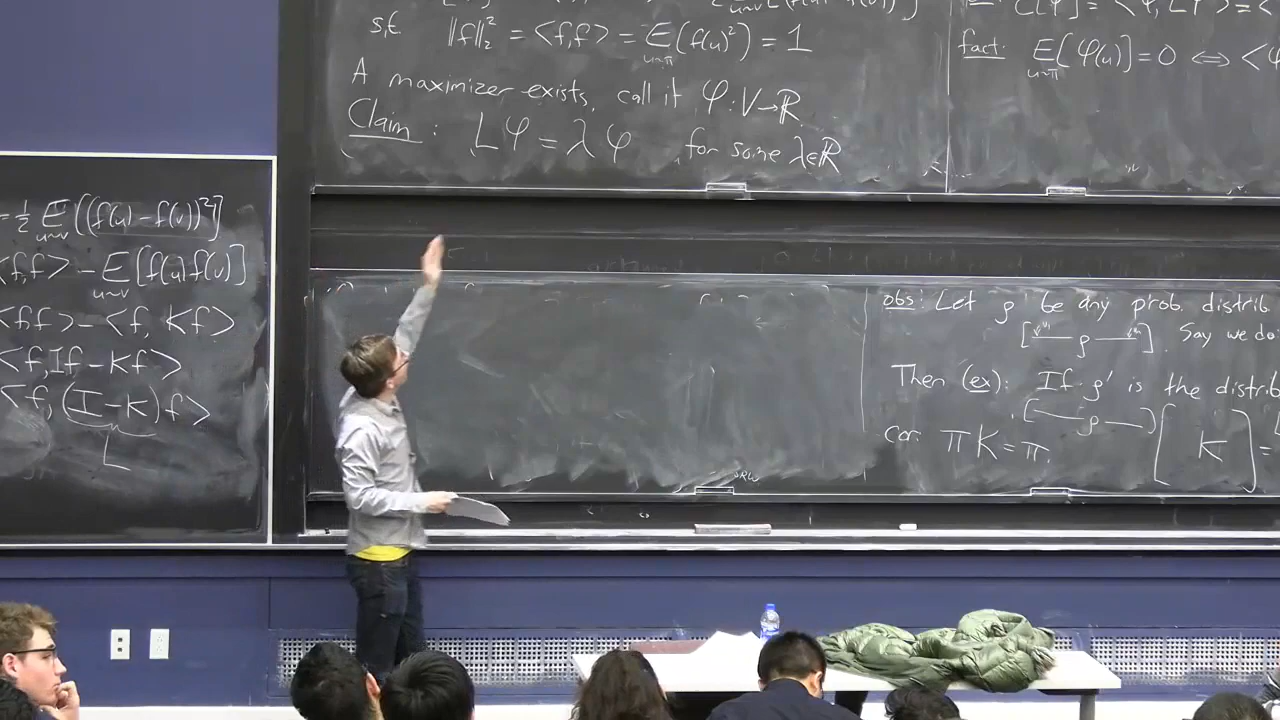 s.t. ‖f‖₂² = <f,f> = E_{u~π}(f(u)²) = 1
A maximizer exists, call it φ: V→ℝ.
Claim: Lφ = λφ for some λ∈ℝ
fact: E_{u~π}[φ(u)] = 0 ⇔ <φ
= ½ E_{u~v}[(f(u) − f(v))²]
<f,f> − E_{u~v}[f(u)f(v)]
<f,f> − <f, Kf>
<f, If − Kf>
<f, (I−K)f>
L
obs: Let ρ be any prob. distrib
[ — ρ — ]. Say we do
Then (ex): If ρ' is the distrib
[ — ρ — ] [ K ] =
cor: πK = π.